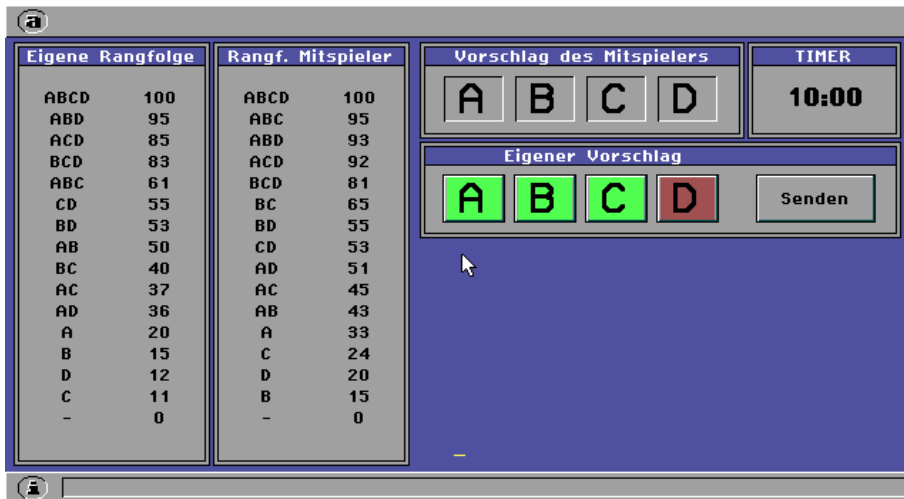 a
Eigene Rangfolge
ABCD 100
ABD 95
ACD 85
BCD 83
ABC 61
CD 55
BD 53
AB 50
BC 40
AC 37
AD 36
A 20
B 15
D 12
C 11
- 0
Rangf. Mitspieler
ABCD 100
ABC 95
ABD 93
ACD 92
BCD 81
BC 65
BD 55
CD 53
AD 51
AC 45
AB 43
A 33
C 24
D 20
B 15
- 0
Vorschlag des Mitspielers
A B C D
TIMER
10:00
Eigener Vorschlag
A B C D
Senden
i